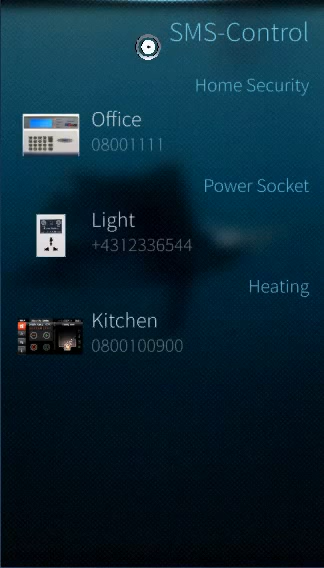 SMS-Control
Home Security
Office
08001111
Power Socket
Light
+4312336544
Heating
Kitchen
0800100900